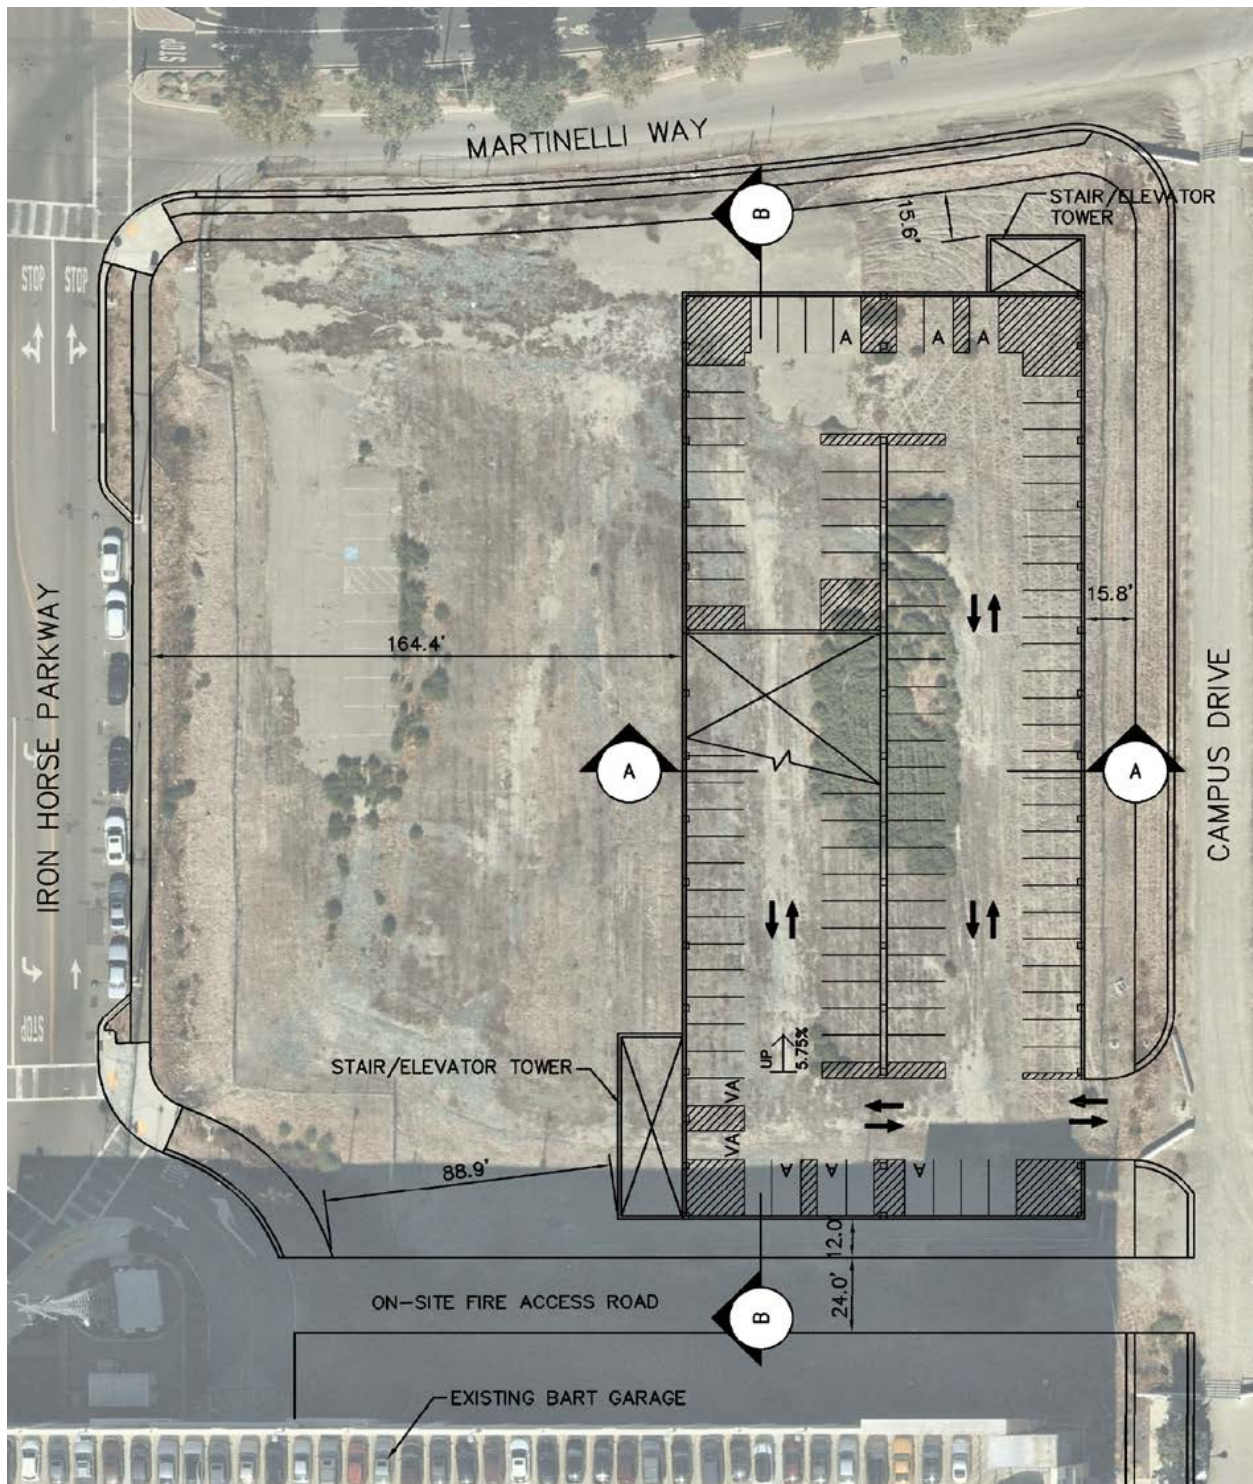 STOP
MARTINELLI WAY
B
15.6'
STAIR/ELEVATOR
TOWER
STOP
STOP
A
A
A
164.4'
15.8'
IRON HORSE PARKWAY
A
A
CAMPUS DRIVE
UP
5.75%
STAIR/ELEVATOR TOWER
VA
VA
STOP
88.9'
A
A
A
12.0'
24.0'
ON-SITE FIRE ACCESS ROAD
B
EXISTING BART GARAGE